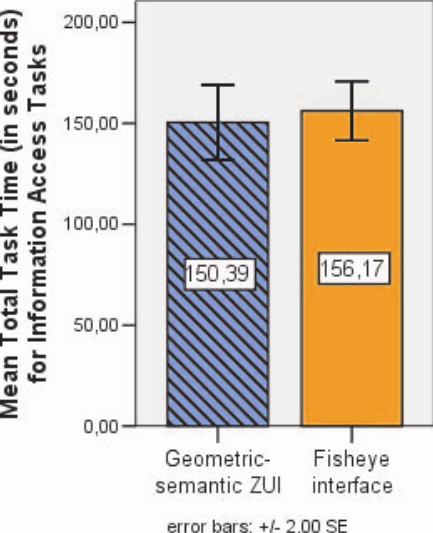 Mean Total Task Time (in seconds)
for Information Access Tasks
200,00
150,00
100,00
50,00
0,00
150,39
156,17
Geometric-
semantic ZUI
Fisheye
interface
error bars: +/- 2.00 SE